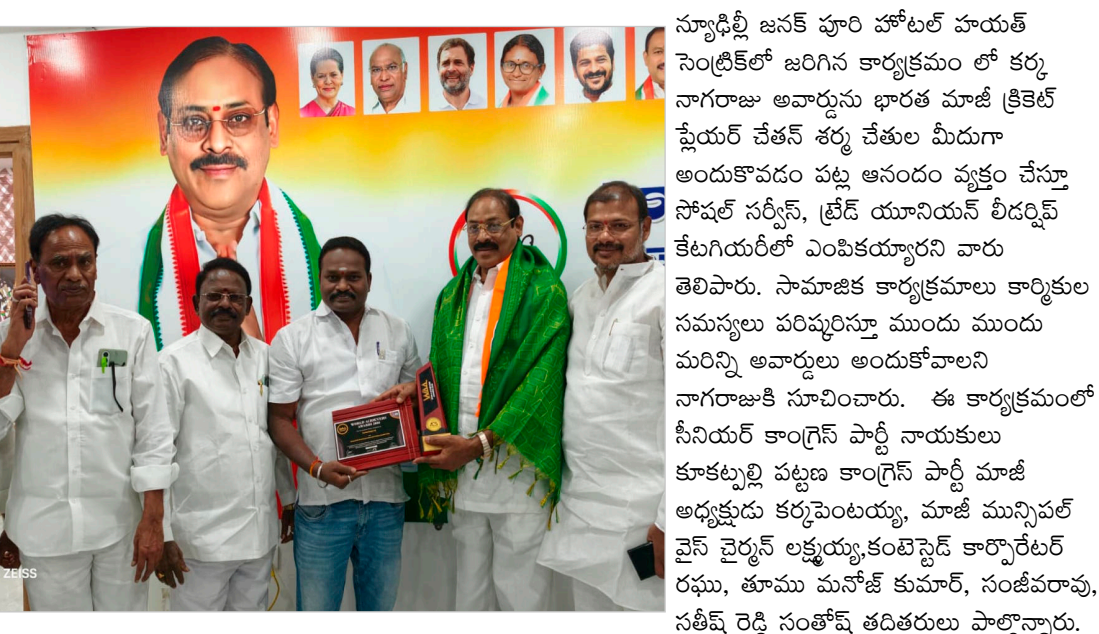 న్యూఢిల్లీ జనక్ పూరి హోటల్ హయత్
సెంట్రిక్‌లో జరిగిన కార్యక్రమం లో కర్క
నాగరాజు అవార్డును భారత మాజీ క్రికెట్
ప్లేయర్ చేతన్ శర్మ చేతుల మీదుగా
అందుకొవడం పట్ల ఆనందం వ్యక్తం చేస్తూ
సోషల్ సర్వీస్, ట్రేడ్ యూనియన్ లీడర్షిప్
కేటగియరీలో ఎంపికయ్యారని వారు
తెలిపారు. సామాజిక కార్యక్రమాలు కార్మికుల
సమస్యలు పరిష్కరిస్తూ ముందు ముందు
మరిన్ని అవార్డులు అందుకోవాలని
నాగరాజుకి సూచించారు. ఈ కార్యక్రమంలో
సీనియర్ కాంగ్రెస్ పార్టీ నాయకులు
కూకట్పల్లి పట్టణ కాంగ్రెస్ పార్టీ మాజీ
అధ్యక్షుడు కర్కపెంటయ్య, మాజీ మున్సిపల్
వైస్ చైర్మన్ లక్ష్మయ్య,కంటెస్టెడ్ కార్పొరేటర్
రఘు, తూము మనోజ్ కుమార్, సంజీవరావు,
సతీష్ రెడ్డి సంతోష్ తదితరులు పాల్గొన్నారు.
ZEISS